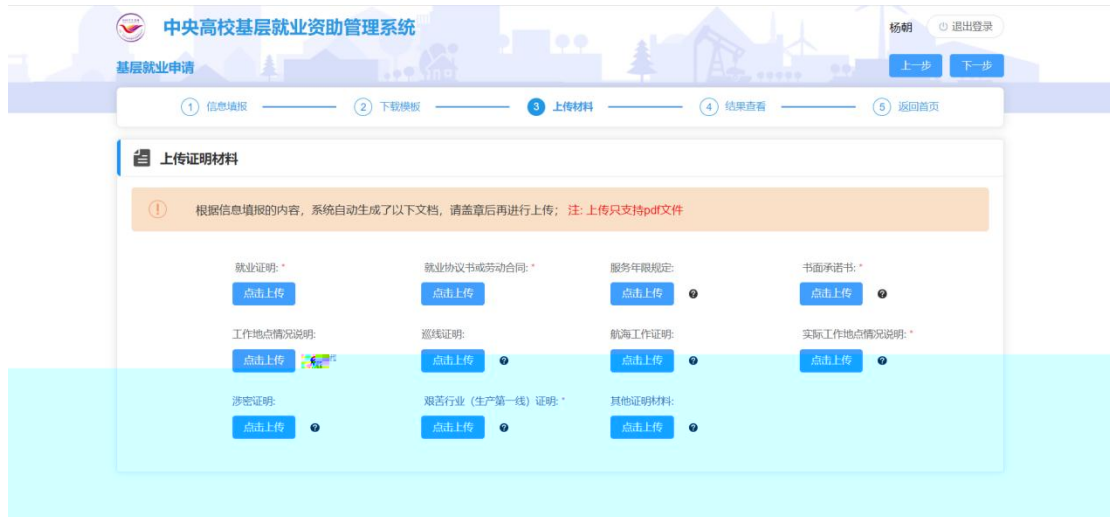 中央高校基层就业资助管理系统
杨朝 退出登录
基层就业申请
上一步 下一步
1 信息填报 2 下载模板 3 上传材料 4 结果查看 5 返回首页
上传证明材料
根据信息填报的内容，系统自动生成了以下文档，请盖章后再进行上传； 注: 上传只支持pdf文件
就业证明: * 就业协议书或劳动合同: * 服务年限规定: 书面承诺书: *
点击上传 点击上传 点击上传 点击上传
工作地点情况说明: 巡线证明: 航海工作证明: 实际工作地点情况说明: *
点击上传 点击上传 点击上传 点击上传
涉密证明: 艰苦行业（生产第一线）证明: * 其他证明材料:
点击上传 点击上传 点击上传